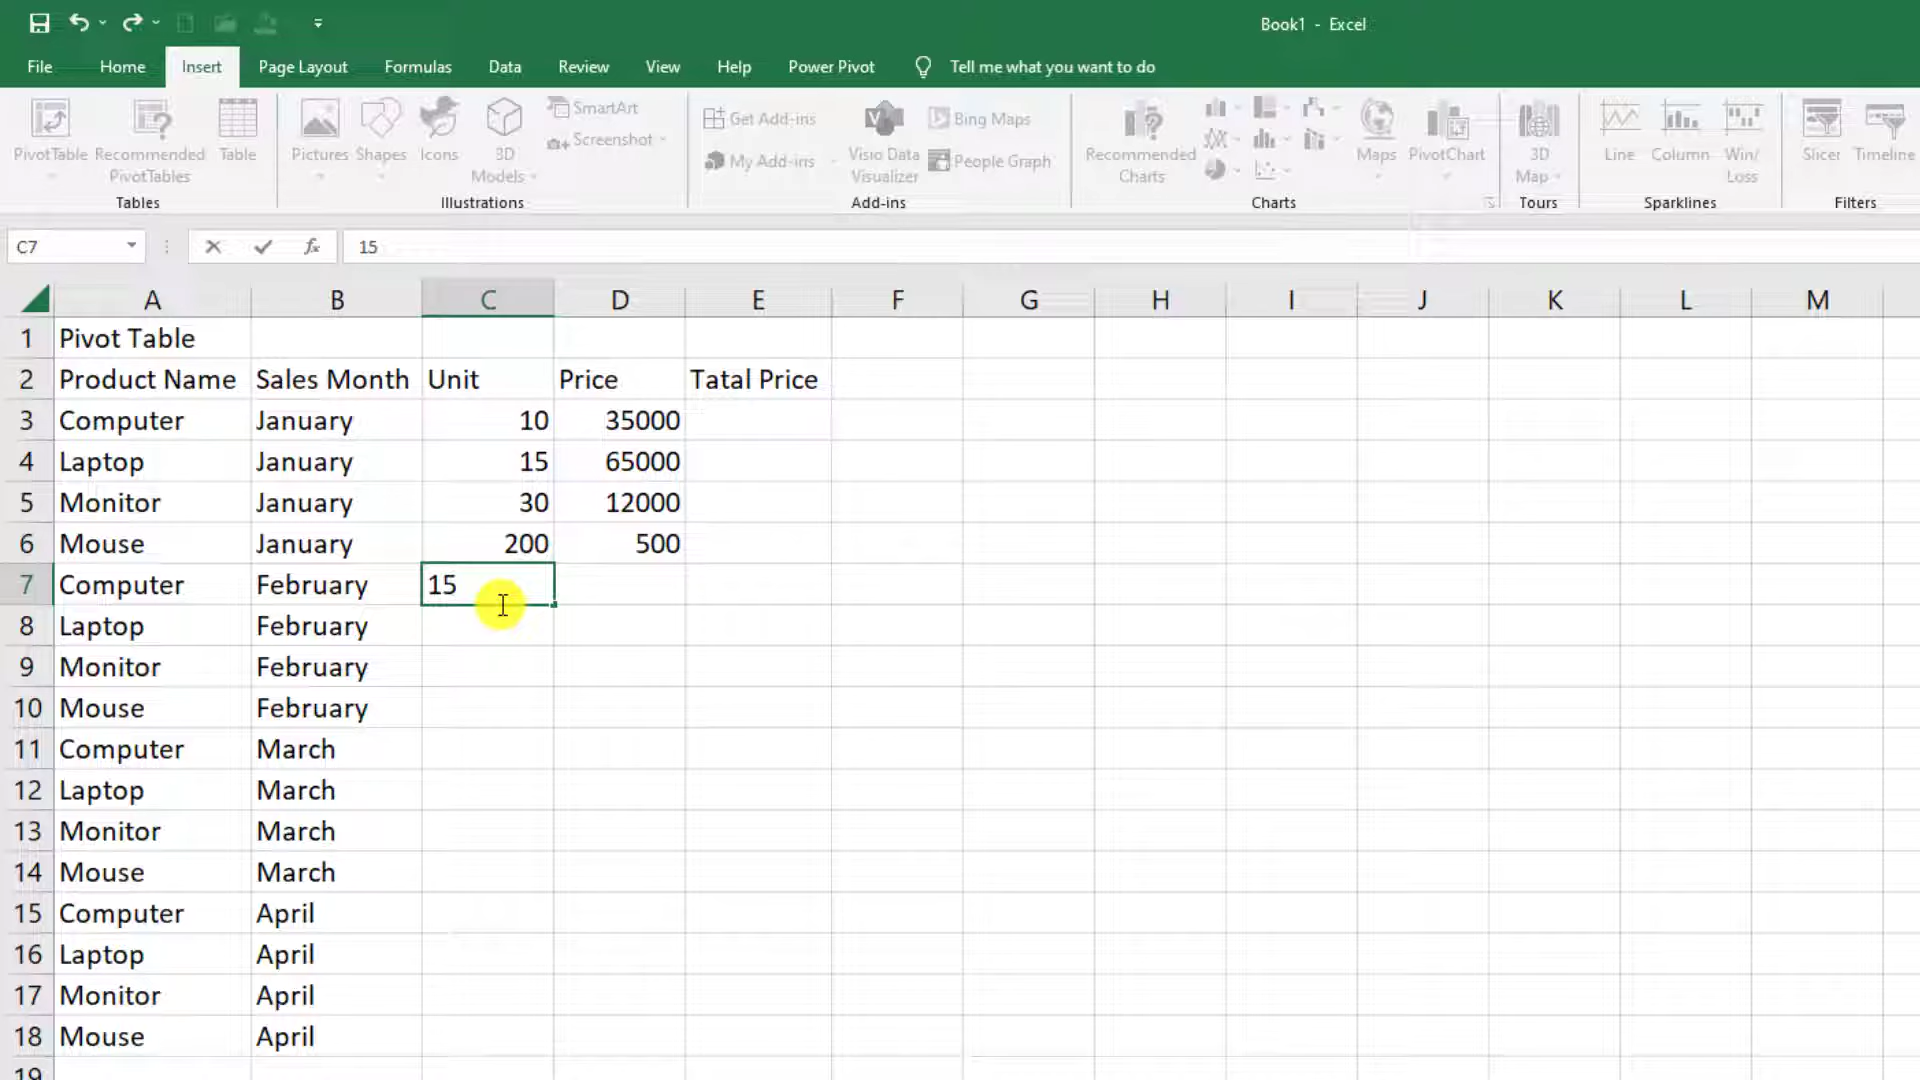 Book1 - Excel
File Home Insert Page Layout Formulas Data Review View Help Power Pivot Tell me what you want to do
PivotTable
Recommended
PivotTables
Table
Pictures
Shapes
Icons
3D
Models
SmartArt
Screenshot
Get Add-ins
My Add-ins
Visio Data
Visualizer
Bing Maps
People Graph
Recommended
Charts
Maps
PivotChart
3D
Map
Line
Column
Win/
Loss
Slicer
Timeline
Tables Illustrations Add-ins Charts Tours Sparklines Filters
C7 fx 15
A B C D E F G H I J K L M
1 Pivot Table
2 Product Name Sales Month Unit Price Tatal Price
3 Computer January 10 35000
4 Laptop January 15 65000
5 Monitor January 30 12000
6 Mouse January 200 500
7 Computer February 15
8 Laptop February
9 Monitor February
10 Mouse February
11 Computer March
12 Laptop March
13 Monitor March
14 Mouse March
15 Computer April
16 Laptop April
17 Monitor April
18 Mouse April
19